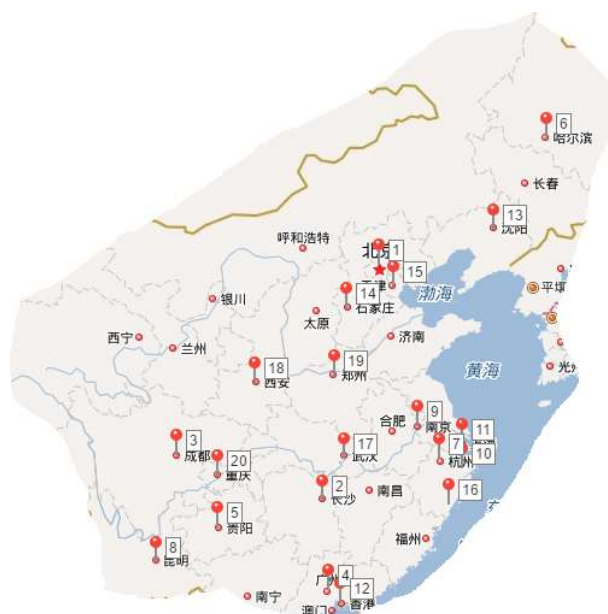 6
哈尔滨
长春
13
沈阳
呼和浩特
北京
1
15
天津
渤海
平壤
14
石家庄
银川
太原
济南
西宁
兰州
19
郑州
18
西安
黄海
光州
9
南京
合肥
11
上海
7
杭州
10
3
成都
20
重庆
17
武汉
2
长沙
南昌
16
5
贵阳
福州
8
昆明
南宁
广州
4
12
香港
澳门